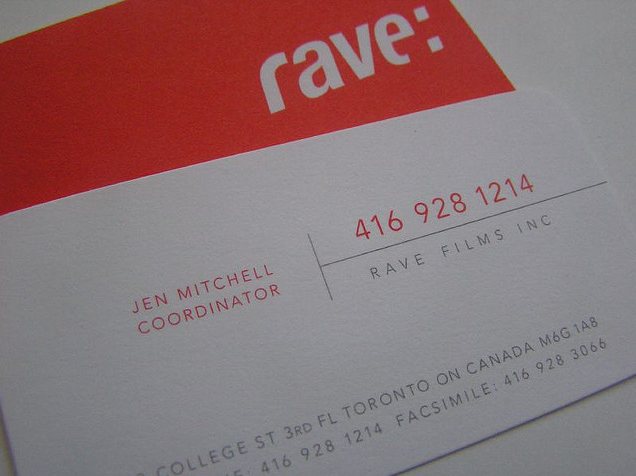 rave:
416 928 1214
RAVE FILMS INC
JEN MITCHELL
COORDINATOR
COLLEGE ST 3RD FL TORONTO ON CANADA M6G 1A8
416 928 1214 FACSIMILE: 416 928 3066